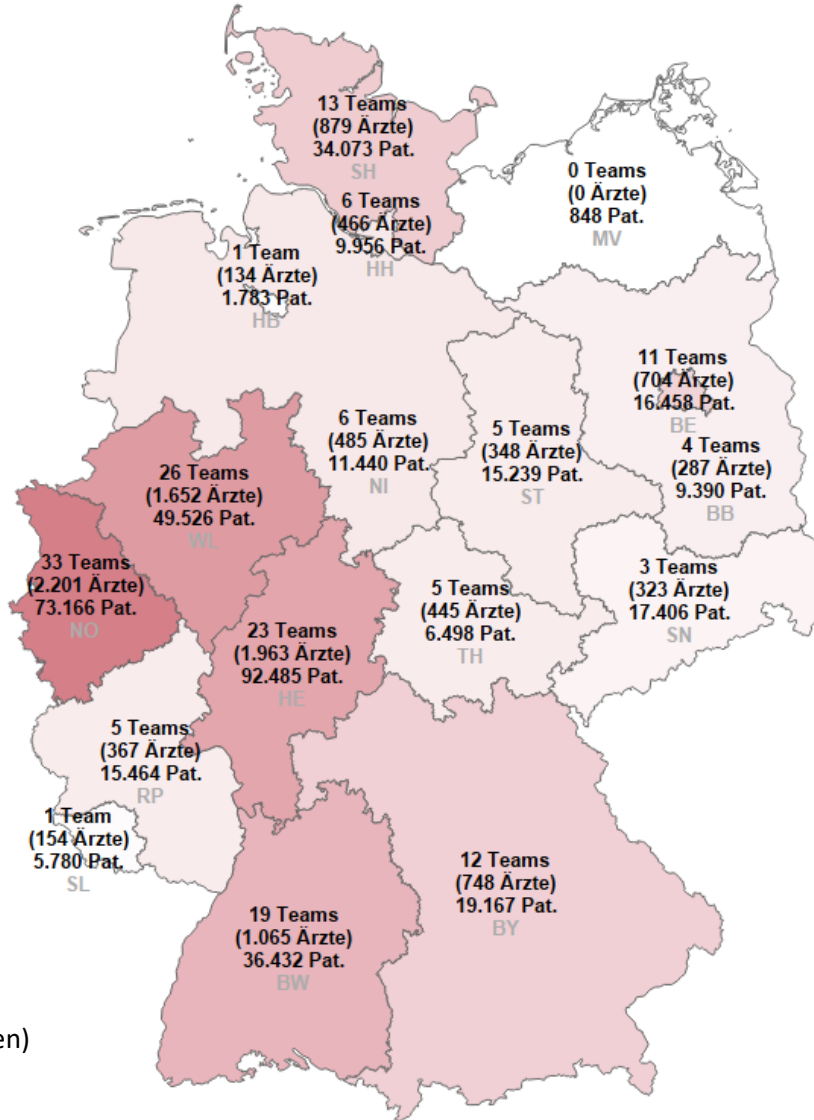 13 Teams
(879 Ärzte)
34.073 Pat.
SH
0 Teams
(0 Ärzte)
848 Pat.
MV
6 Teams
(466 Ärzte)
9.956 Pat.
HH
1 Team
(134 Ärzte)
1.783 Pat.
HB
11 Teams
(704 Ärzte)
16.458 Pat.
BE
6 Teams
(485 Ärzte)
11.440 Pat.
NI
5 Teams
(348 Ärzte)
15.239 Pat.
ST
4 Teams
(287 Ärzte)
9.390 Pat.
BB
26 Teams
(1.652 Ärzte)
49.526 Pat.
WL
33 Teams
(2.201 Ärzte)
73.166 Pat.
NO
23 Teams
(1.963 Ärzte)
92.485 Pat.
HE
5 Teams
(445 Ärzte)
6.498 Pat.
TH
3 Teams
(323 Ärzte)
17.406 Pat.
SN
5 Teams
(367 Ärzte)
15.464 Pat.
RP
1 Team
(154 Ärzte)
5.780 Pat.
SL
19 Teams
(1.065 Ärzte)
36.432 Pat.
BW
12 Teams
(748 Ärzte)
19.167 Pat.
BY
en)